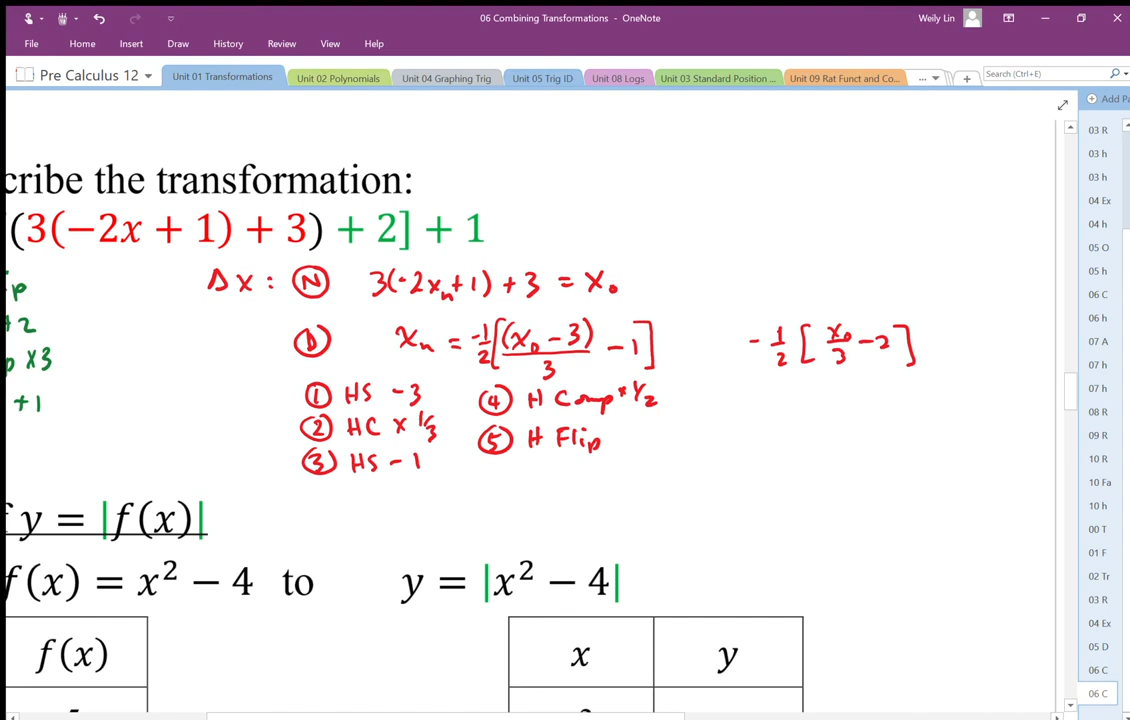 06 Combining Transformations - OneNote
Weily Lin
File Home Insert Draw History Review View Help
Pre Calculus 12
Unit 01 Transformations Unit 02 Polynomials Unit 04 Graphing Trig Unit 05 Trig ID Unit 08 Logs Unit 03 Standard Position ... Unit 09 Rat Funct and Co... ...
Search (Ctrl+E)
Add Pa
cribe the transformation:
(3(−2x + 1) + 3) + 2] + 1
Δx : (N) 3(-2xₙ+1) + 3 = x₀
(D) xₙ = -1/2[(x₀ - 3)/3 - 1]
-1/2[x₀/3 - 2]
① HS -3
② HC x 1/3
③ HS - 1
④ H Comp x 1/2
⑤ H Flip
p
+2
p x3
+1
f y = |f(x)|
f(x) = x² − 4 to y = |x² − 4|
f(x)
x y
03 R
03 h
03 h
04 Ex
04 h
05 O
05 h
06 C
06 h
07 A
07 h
07 h
08 R
09 R
10 R
10 Fa
10 h
00 T
01 F
02 Tr
03 R
04 Ex
05 D
06 C
06 C